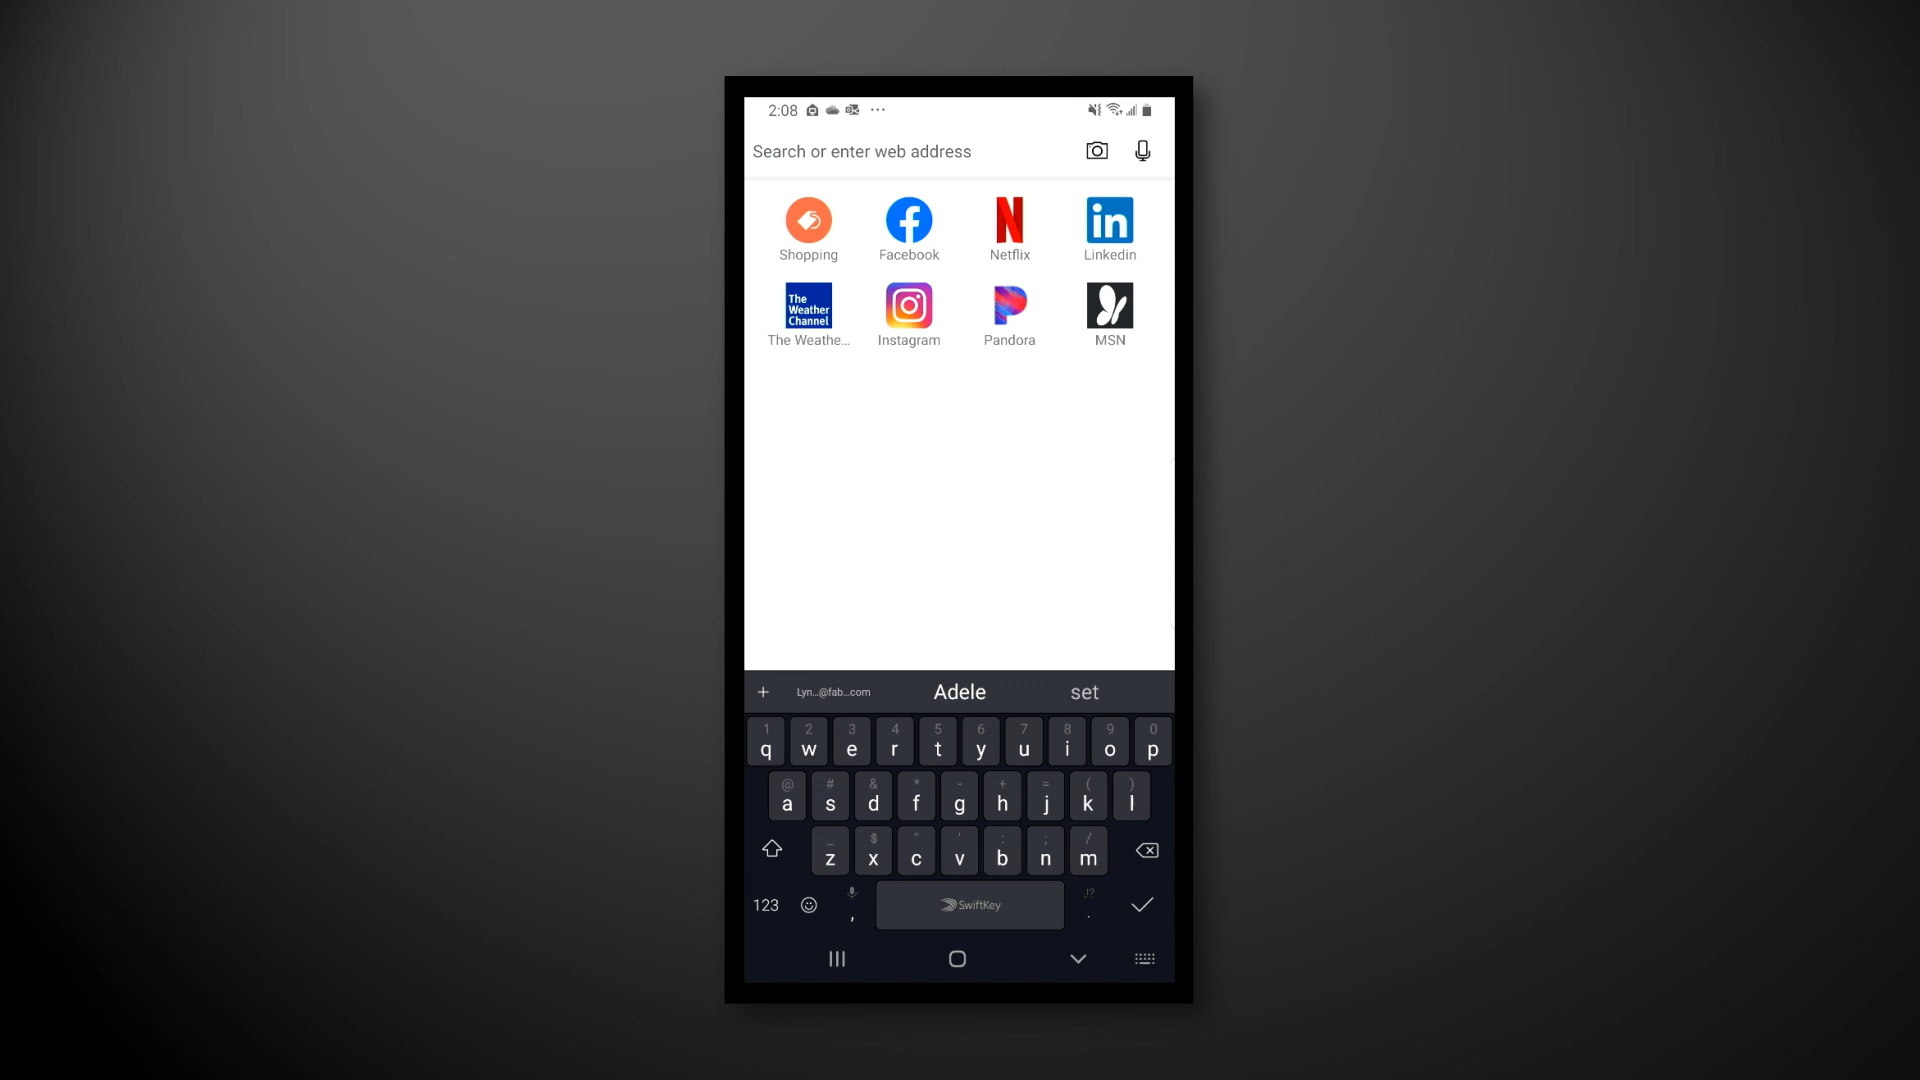 2:08
Search or enter web address
Shopping Facebook Netflix Linkedin
The Weather Channel
The Weathe... Instagram Pandora MSN
+ Lyn...@fab...com Adele set
1 2 3 4 5 6 7 8 9 0
q w e r t y u i o p
@ # & * - + = ( )
a s d f g h j k l
_ $ " ' : ; /
z x c v b n m
123 , SwiftKey ,!? .